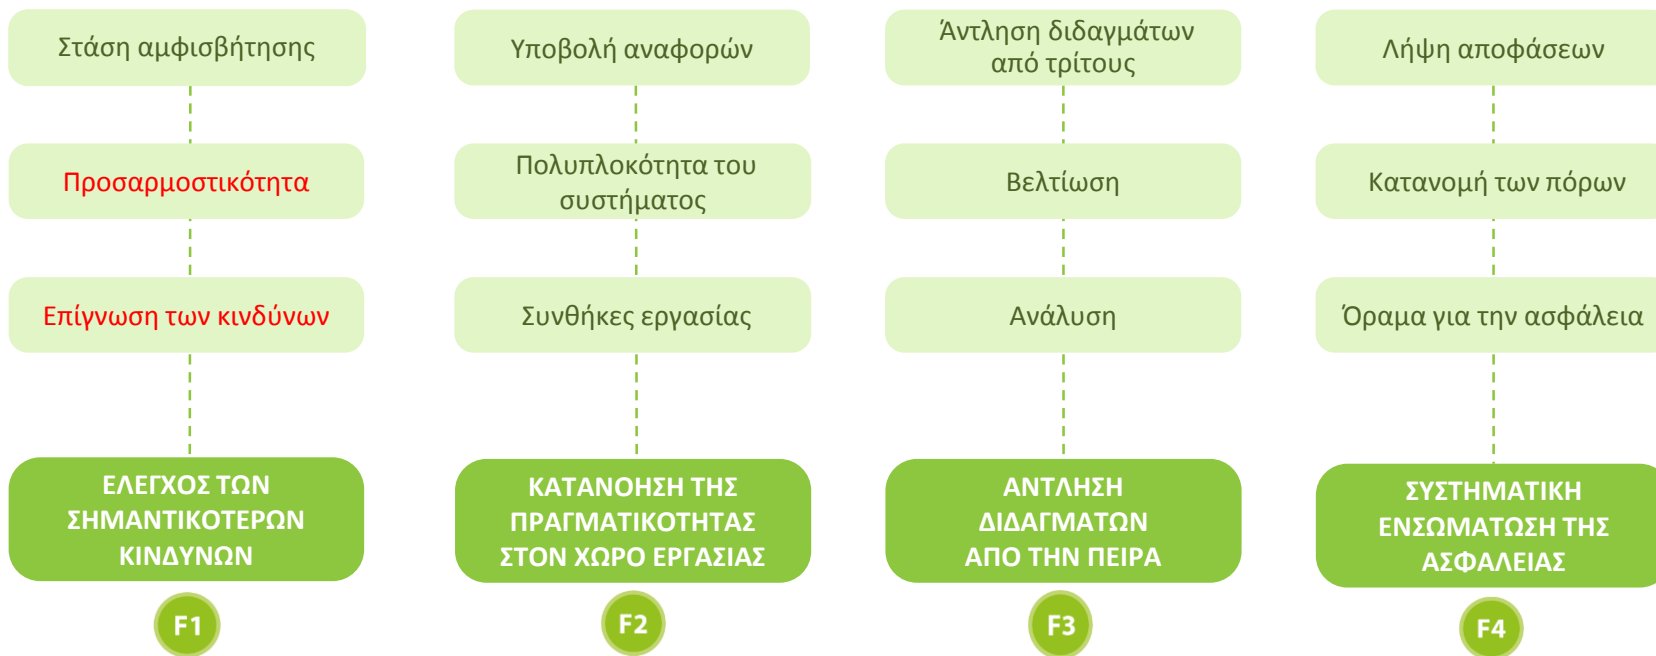 Στάση αμφισβήτησης
Προσαρμοστικότητα
Επίγνωση των κινδύνων
ΕΛΕΓΧΟΣ ΤΩΝ
ΣΗΜΑΝΤΙΚΟΤΕΡΩΝ
ΚΙΝΔΥΝΩΝ
F1
Υποβολή αναφορών
Πολυπλοκότητα του
συστήματος
Συνθήκες εργασίας
ΚΑΤΑΝΟΗΣΗ ΤΗΣ
ΠΡΑΓΜΑΤΙΚΟΤΗΤΑΣ
ΣΤΟΝ ΧΩΡΟ ΕΡΓΑΣΙΑΣ
F2
Άντληση διδαγμάτων
από τρίτους
Βελτίωση
Ανάλυση
ΑΝΤΛΗΣΗ
ΔΙΔΑΓΜΑΤΩΝ
ΑΠΟ ΤΗΝ ΠΕΙΡΑ
F3
Λήψη αποφάσεων
Κατανομή των πόρων
Όραμα για την ασφάλεια
ΣΥΣΤΗΜΑΤΙΚΗ
ΕΝΣΩΜΑΤΩΣΗ ΤΗΣ
ΑΣΦΑΛΕΙΑΣ
F4